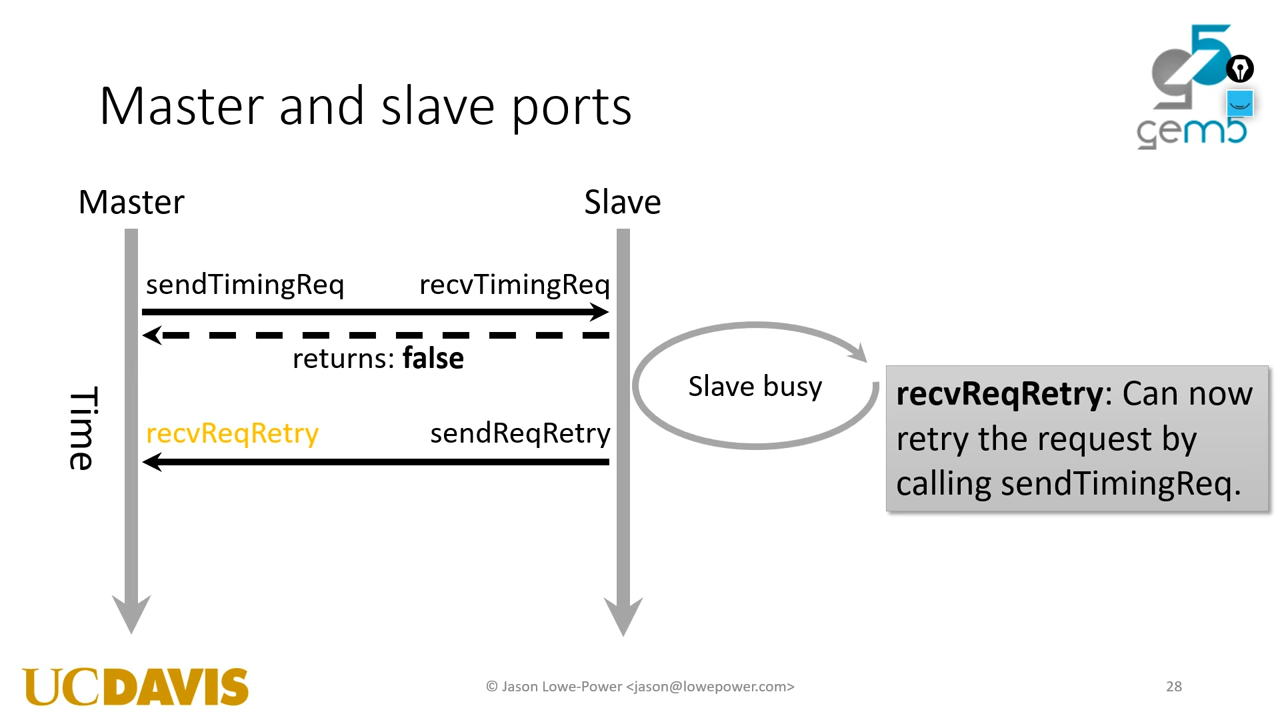 Master and slave ports
gem5
Master
Slave
sendTimingReq
recvTimingReq
returns: false
Slave busy
Time
recvReqRetry
sendReqRetry
recvReqRetry: Can now
retry the request by
calling sendTimingReq.
UCDAVIS
© Jason Lowe-Power <jason@lowepower.com>
28